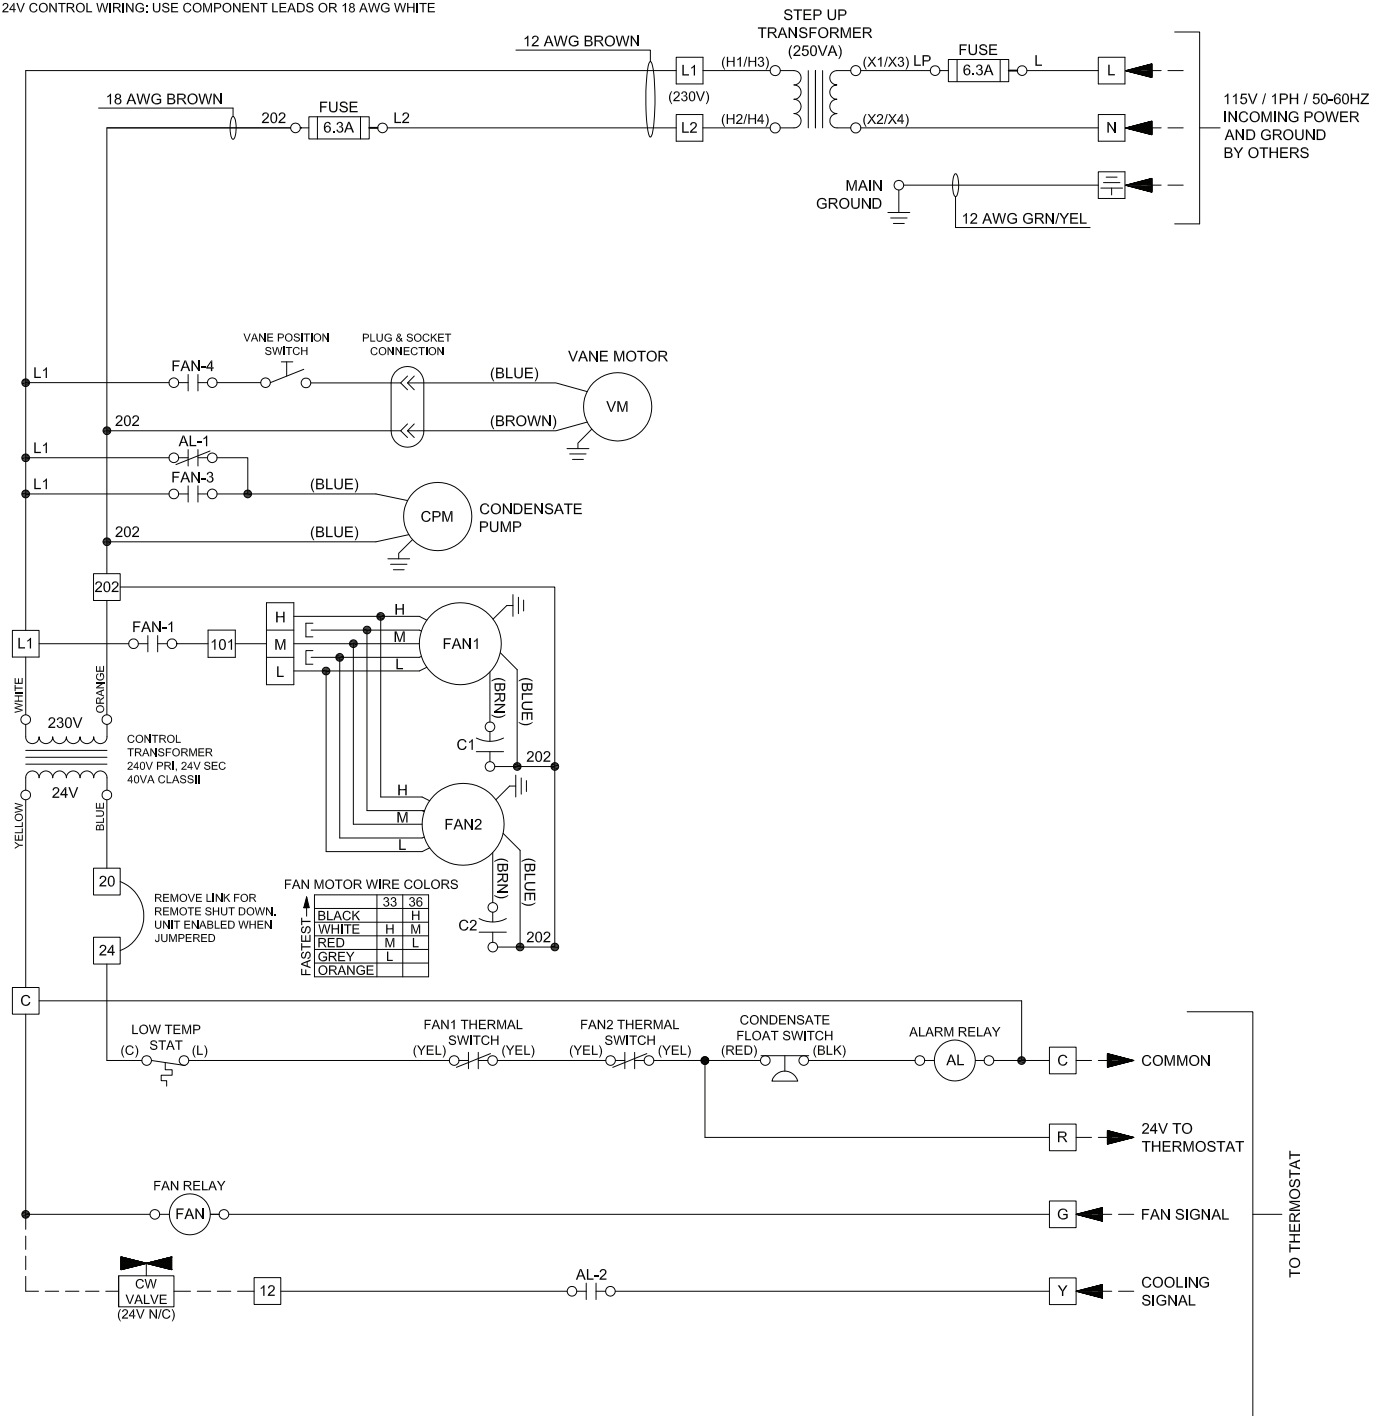 24V CONTROL WIRING: USE COMPONENT LEADS OR 18 AWG WHITE
STEP UP
TRANSFORMER
(250VA)
12 AWG BROWN
L1
(H1/H3)
(X1/X3)
LP
FUSE
6.3A
L
L
(230V)
18 AWG BROWN
202
FUSE
6.3A
L2
L2
(H2/H4)
(X2/X4)
N
115V / 1PH / 50-60HZ
INCOMING POWER
AND GROUND
BY OTHERS
MAIN
GROUND
12 AWG GRN/YEL
VANE POSITION
SWITCH
PLUG & SOCKET
CONNECTION
VANE MOTOR
L1
FAN-4
(BLUE)
VM
202
(BROWN)
L1
AL-1
L1
FAN-3
(BLUE)
CPM
CONDENSATE
PUMP
202
(BLUE)
202
L1
FAN-1
101
H
M
L
H
M
L
FAN1
WHITE
ORANGE
(BRN)
(BLUE)
230V
CONTROL
TRANSFORMER
240V PRI, 24V SEC
40VA CLASSII
24V
C1
202
YELLOW
BLUE
H
M
L
FAN2
(BRN)
(BLUE)
C2
202
20
REMOVE LINK FOR
REMOTE SHUT DOWN.
UNIT ENABLED WHEN
JUMPERED
24
FAN MOTOR WIRE COLORS
FASTEST
33 36
BLACK H
WHITE H M
RED M L
GREY L
ORANGE
C
LOW TEMP
STAT
(C)
(L)
FAN1 THERMAL
SWITCH
(YEL)
(YEL)
FAN2 THERMAL
SWITCH
(YEL)
(YEL)
CONDENSATE
FLOAT SWITCH
(RED)
(BLK)
ALARM RELAY
AL
C
COMMON
R
24V TO
THERMOSTAT
FAN RELAY
FAN
G
FAN SIGNAL
TO THERMOSTAT
CW
VALVE
(24V N/C)
12
AL-2
Y
COOLING
SIGNAL